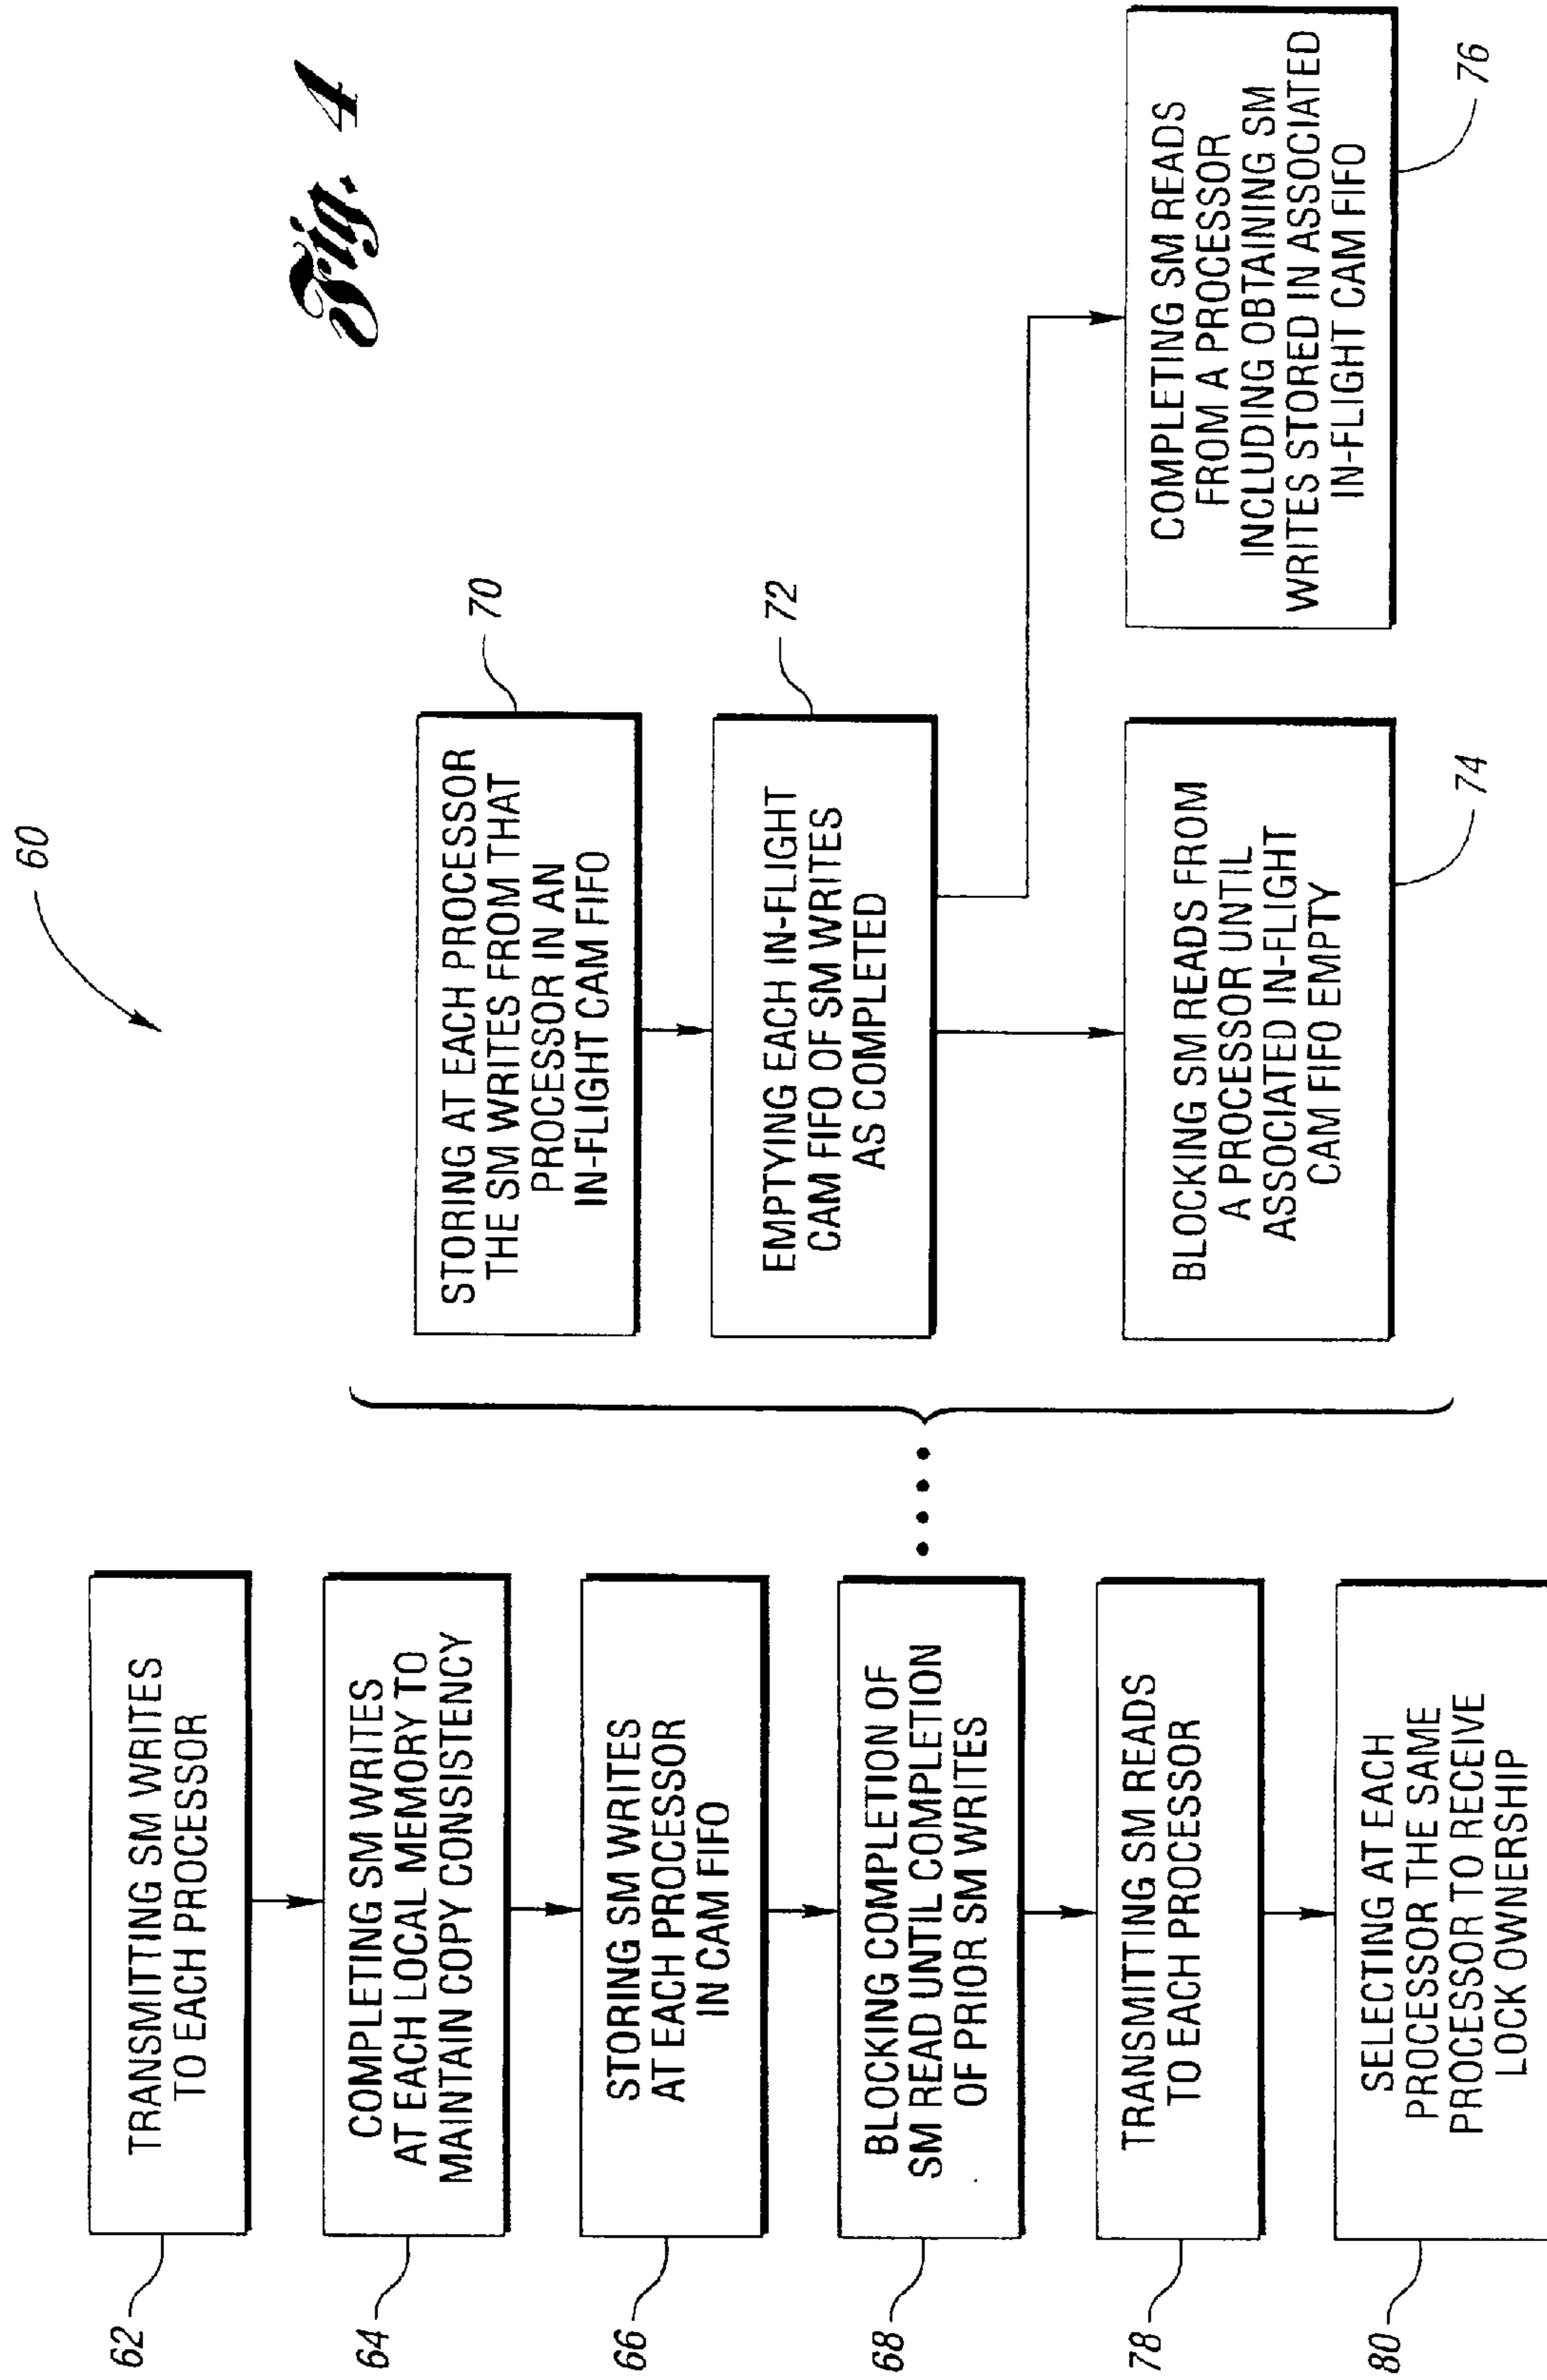 Fig. 4
60
62
TRANSMITTING SM WRITES
TO EACH PROCESSOR
64
COMPLETING SM WRITES
AT EACH LOCAL MEMORY TO
MAINTAIN COPY CONSISTENCY
66
STORING SM WRITES
AT EACH PROCESSOR
IN CAM FIFO
68
BLOCKING COMPLETION OF
SM READ UNTIL COMPLETION
OF PRIOR SM WRITES
78
TRANSMITTING SM READS
TO EACH PROCESSOR
80
SELECTING AT EACH
PROCESSOR THE SAME
PROCESSOR TO RECEIVE
LOCK OWNERSHIP
70
STORING AT EACH PROCESSOR
THE SM WRITES FROM THAT
PROCESSOR IN AN
IN-FLIGHT CAM FIFO
72
EMPTYING EACH IN-FLIGHT
CAM FIFO OF SM WRITES
AS COMPLETED
74
BLOCKING SM READS FROM
A PROCESSOR UNTIL
ASSOCIATED IN-FLIGHT
CAM FIFO EMPTY
76
COMPLETING SM READS
FROM A PROCESSOR
INCLUDING OBTAINING SM
WRITES STORED IN ASSOCIATED
IN-FLIGHT CAM FIFO